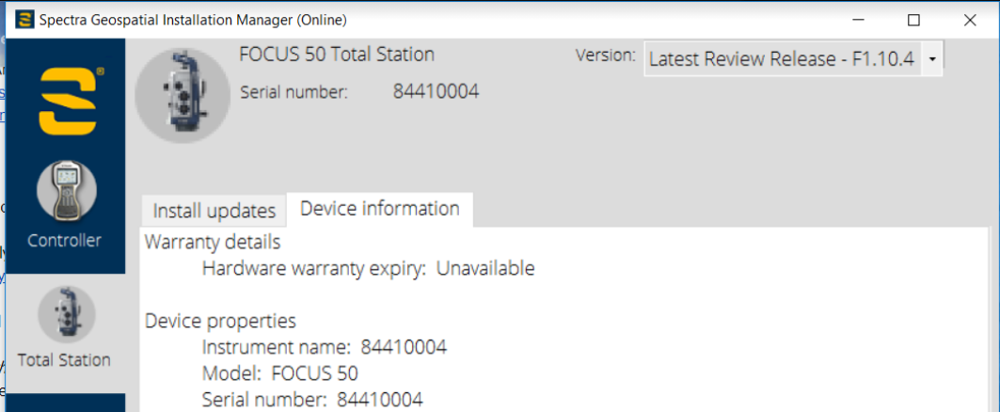 Spectra Geospatial Installation Manager (Online)
FOCUS 50 Total Station
Version: Latest Review Release - F1.10.4
Serial number: 84410004
Controller
Total Station
Install updates
Device information
Warranty details
Hardware warranty expiry: Unavailable
Device properties
Instrument name: 84410004
Model: FOCUS 50
Serial number: 84410004